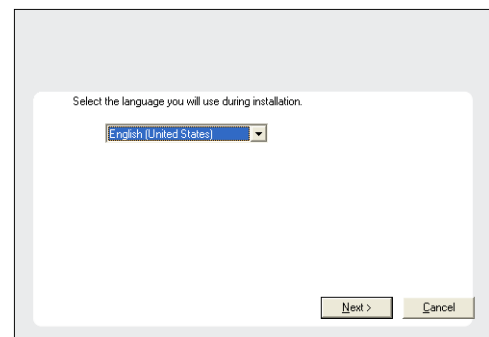 Select the language you will use during installation.
English (United States)
Next >
Cancel